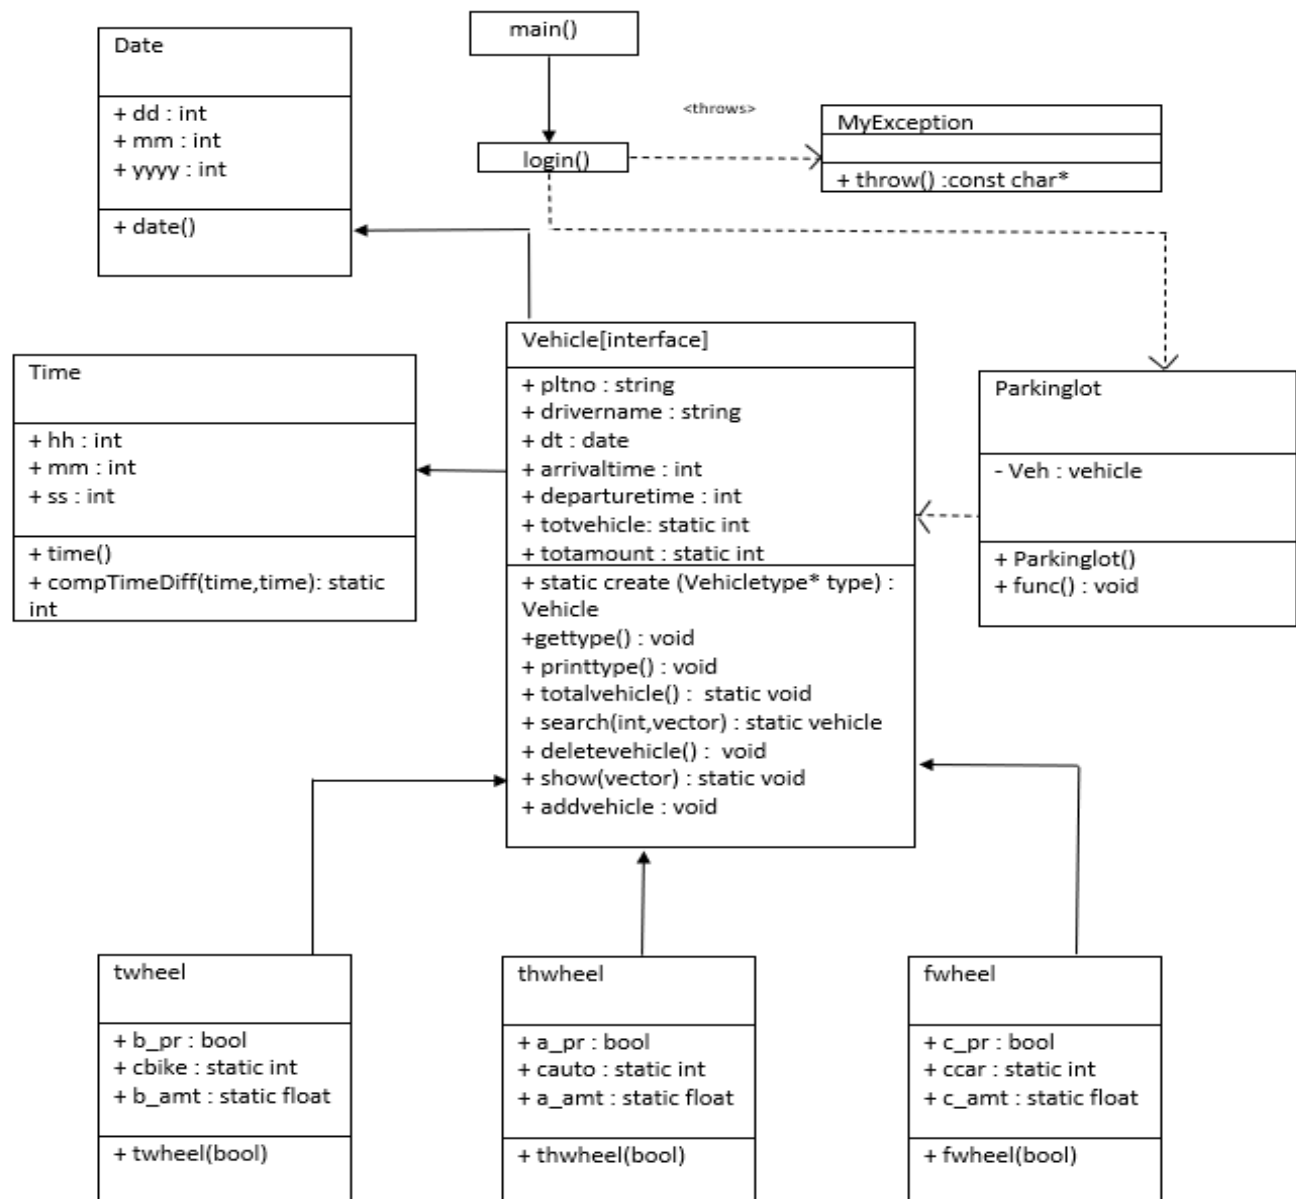 main()
Date
+ dd : int
+ mm : int
+ yyyy : int
+ date()
<throws>
login()
MyException
+ throw() :const char*
Time
+ hh : int
+ mm : int
+ ss : int
+ time()
+ compTimeDiff(time,time): static
int
Vehicle[interface]
+ pltno : string
+ drivername : string
+ dt : date
+ arrivaltime : int
+ departuretime : int
+ totvehicle: static int
+ totamount : static int
+ static create (Vehicletype* type) :
Vehicle
+gettype() : void
+ printtype() : void
+ totalvehicle() :  static void
+ search(int,vector) : static vehicle
+ deletevehicle() :  void
+ show(vector) : static void
+ addvehicle : void
Parkinglot
- Veh : vehicle
+ Parkinglot()
+ func() : void
twheel
+ b_pr : bool
+ cbike : static int
+ b_amt : static float
+ twheel(bool)
thwheel
+ a_pr : bool
+ cauto : static int
+ a_amt : static float
+ thwheel(bool)
fwheel
+ c_pr : bool
+ ccar : static int
+ c_amt : static float
+ fwheel(bool)